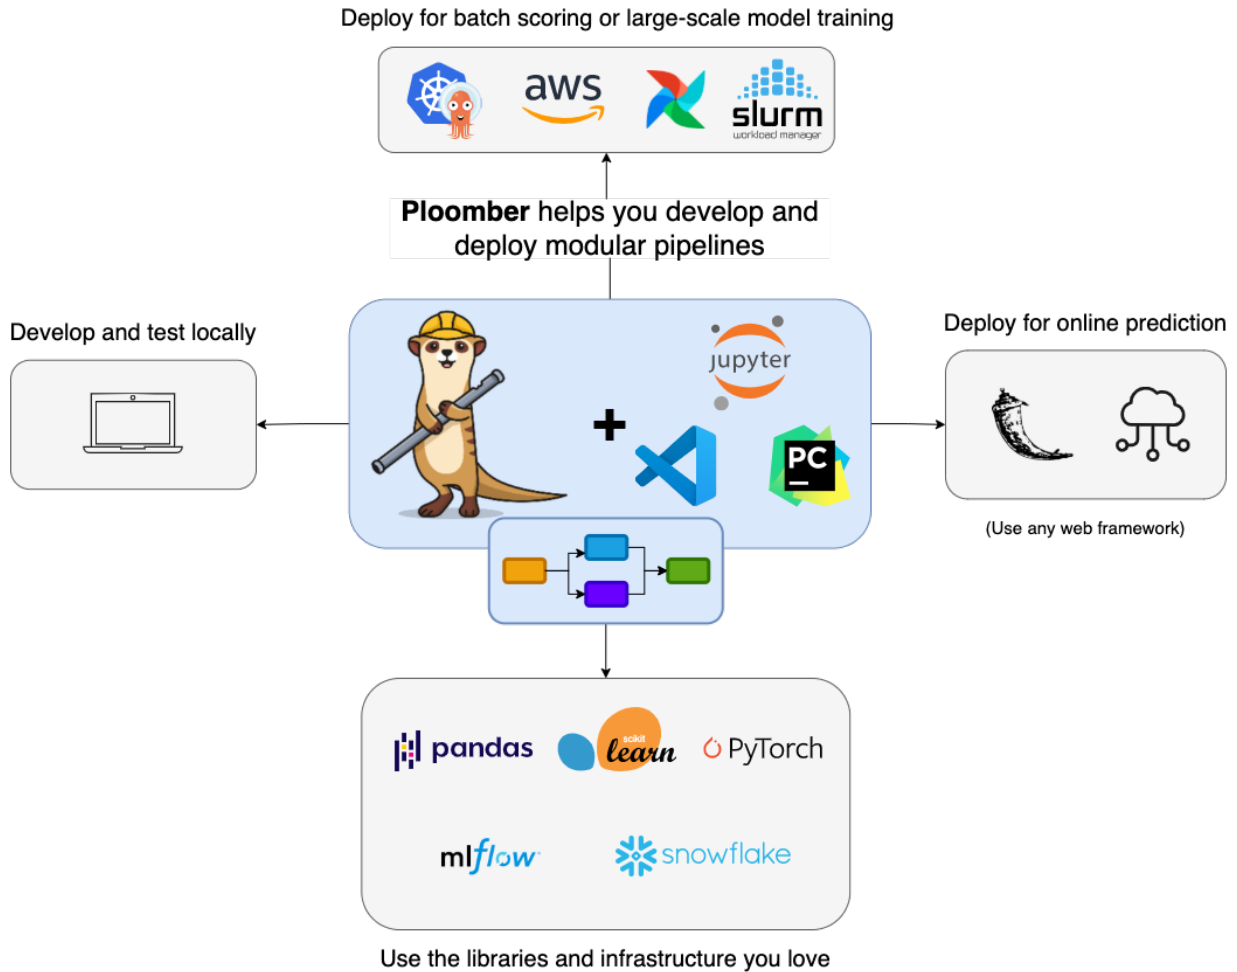 Deploy for batch scoring or large-scale model training
aws
slurm
workload manager
Ploomber helps you develop and
deploy modular pipelines
Develop and test locally
Deploy for online prediction
jupyter
+
PC
(Use any web framework)
pandas
scikit
learn
PyTorch
mlflow
snowflake
Use the libraries and infrastructure you love